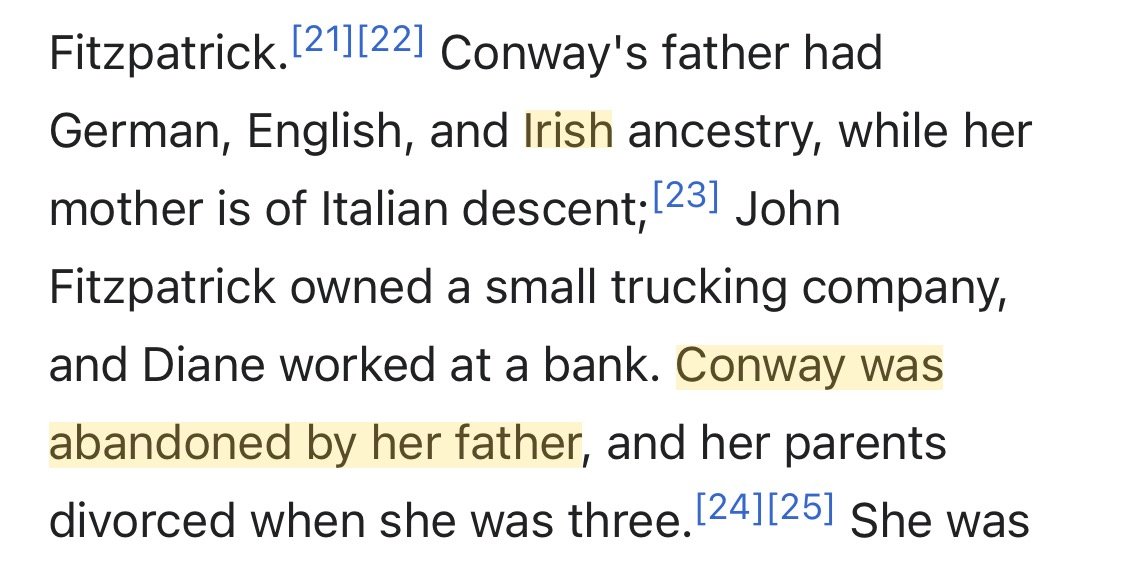 Fitzpatrick.[21][22] Conway's father had
German, English, and Irish ancestry, while her
mother is of Italian descent;[23] John
Fitzpatrick owned a small trucking company,
and Diane worked at a bank. Conway was
abandoned by her father, and her parents
divorced when she was three.[24][25] She was